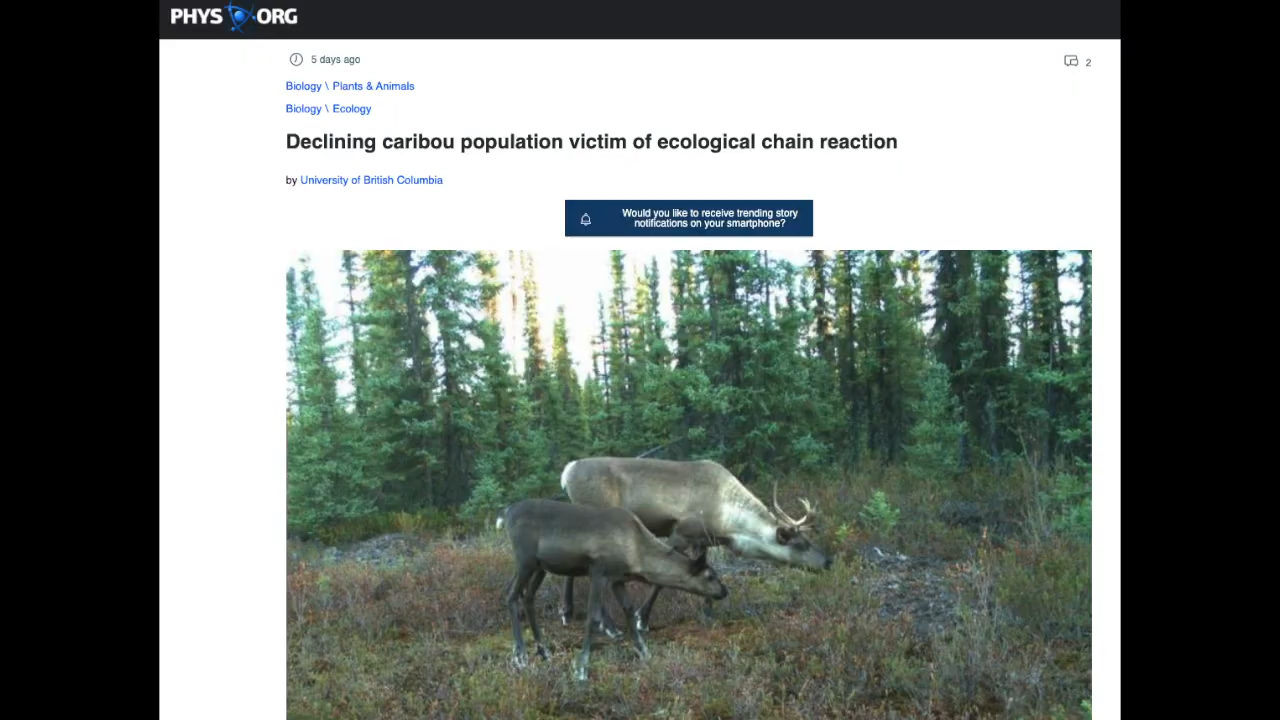 PHYS ORG
5 days ago
2
Biology \ Plants & Animals
Biology \ Ecology
Declining caribou population victim of ecological chain reaction
by University of British Columbia
Would you like to receive trending story
notifications on your smartphone?